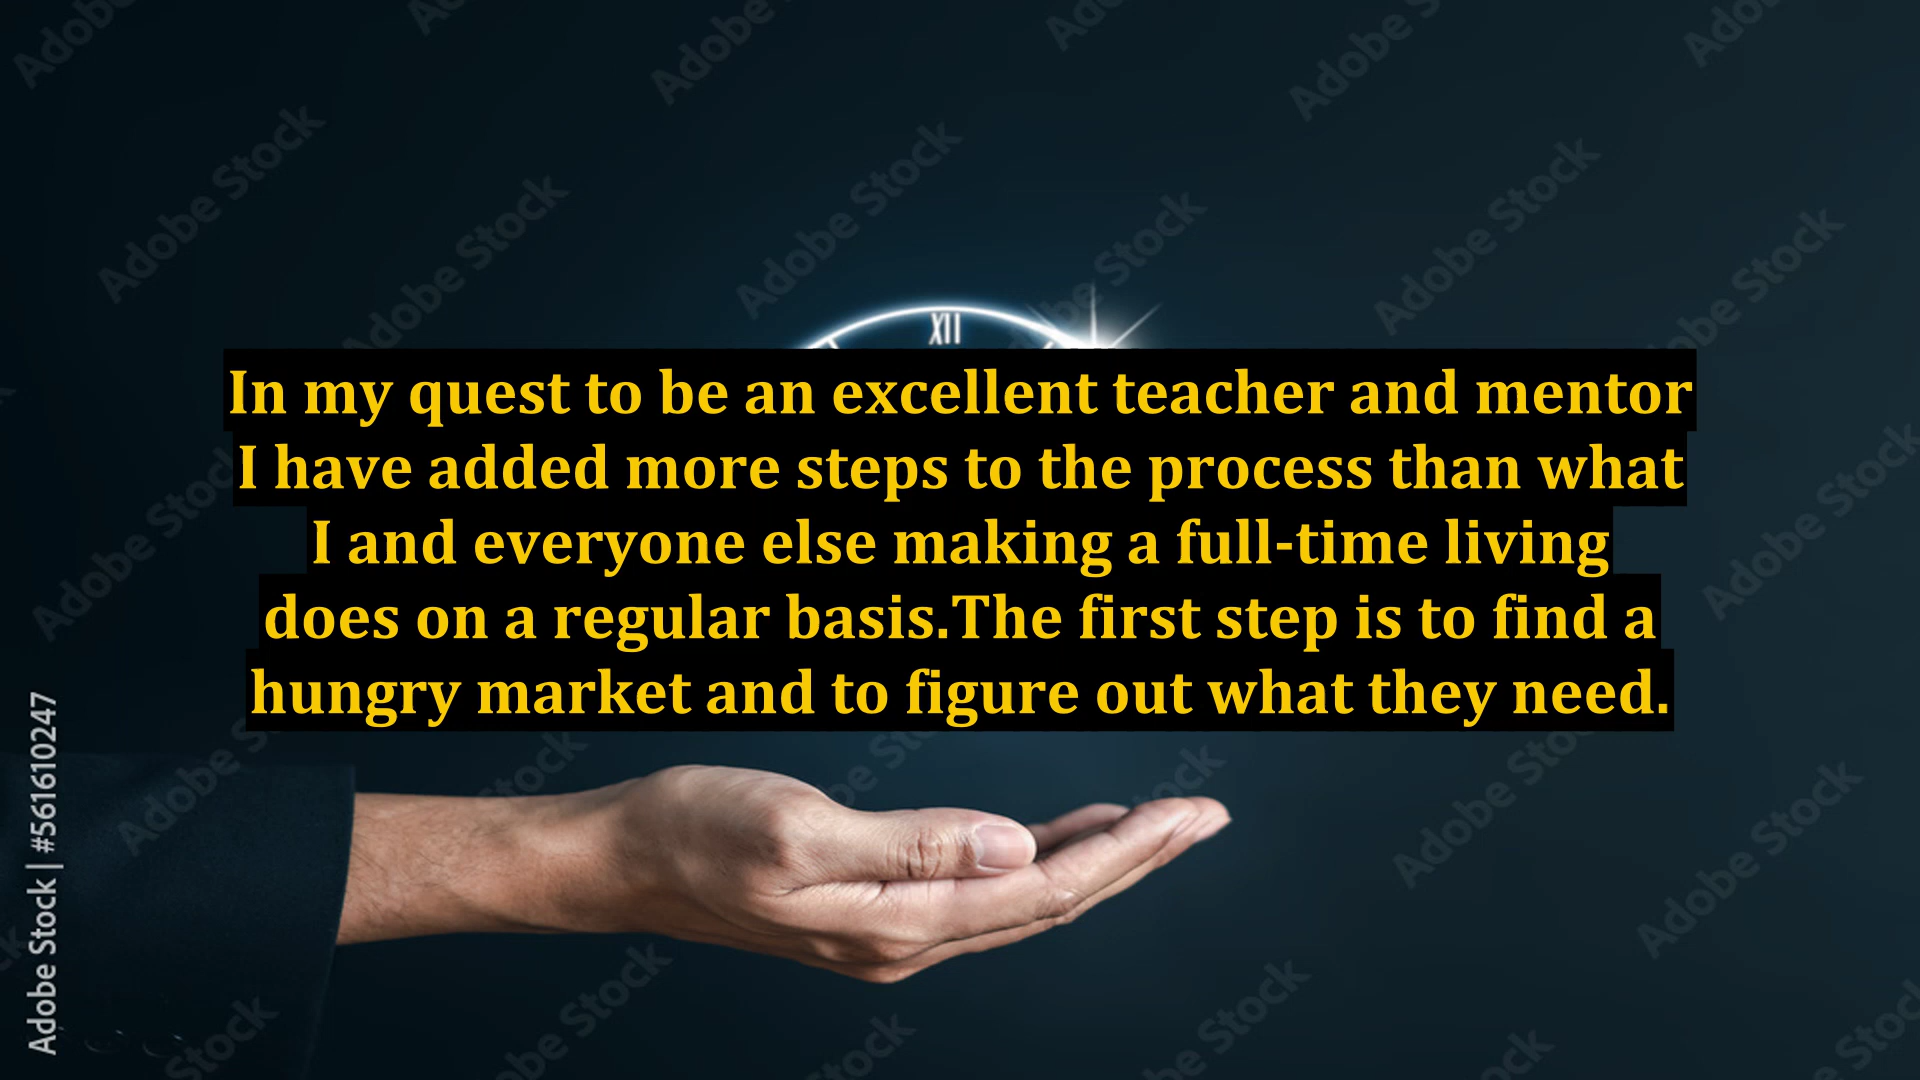 XII
In my quest to be an excellent teacher and mentor
I have added more steps to the process than what
I and everyone else making a full-time living
does on a regular basis.The first step is to find a
hungry market and to figure out what they need.
Adobe Stock | #561610247
Adobe Stock